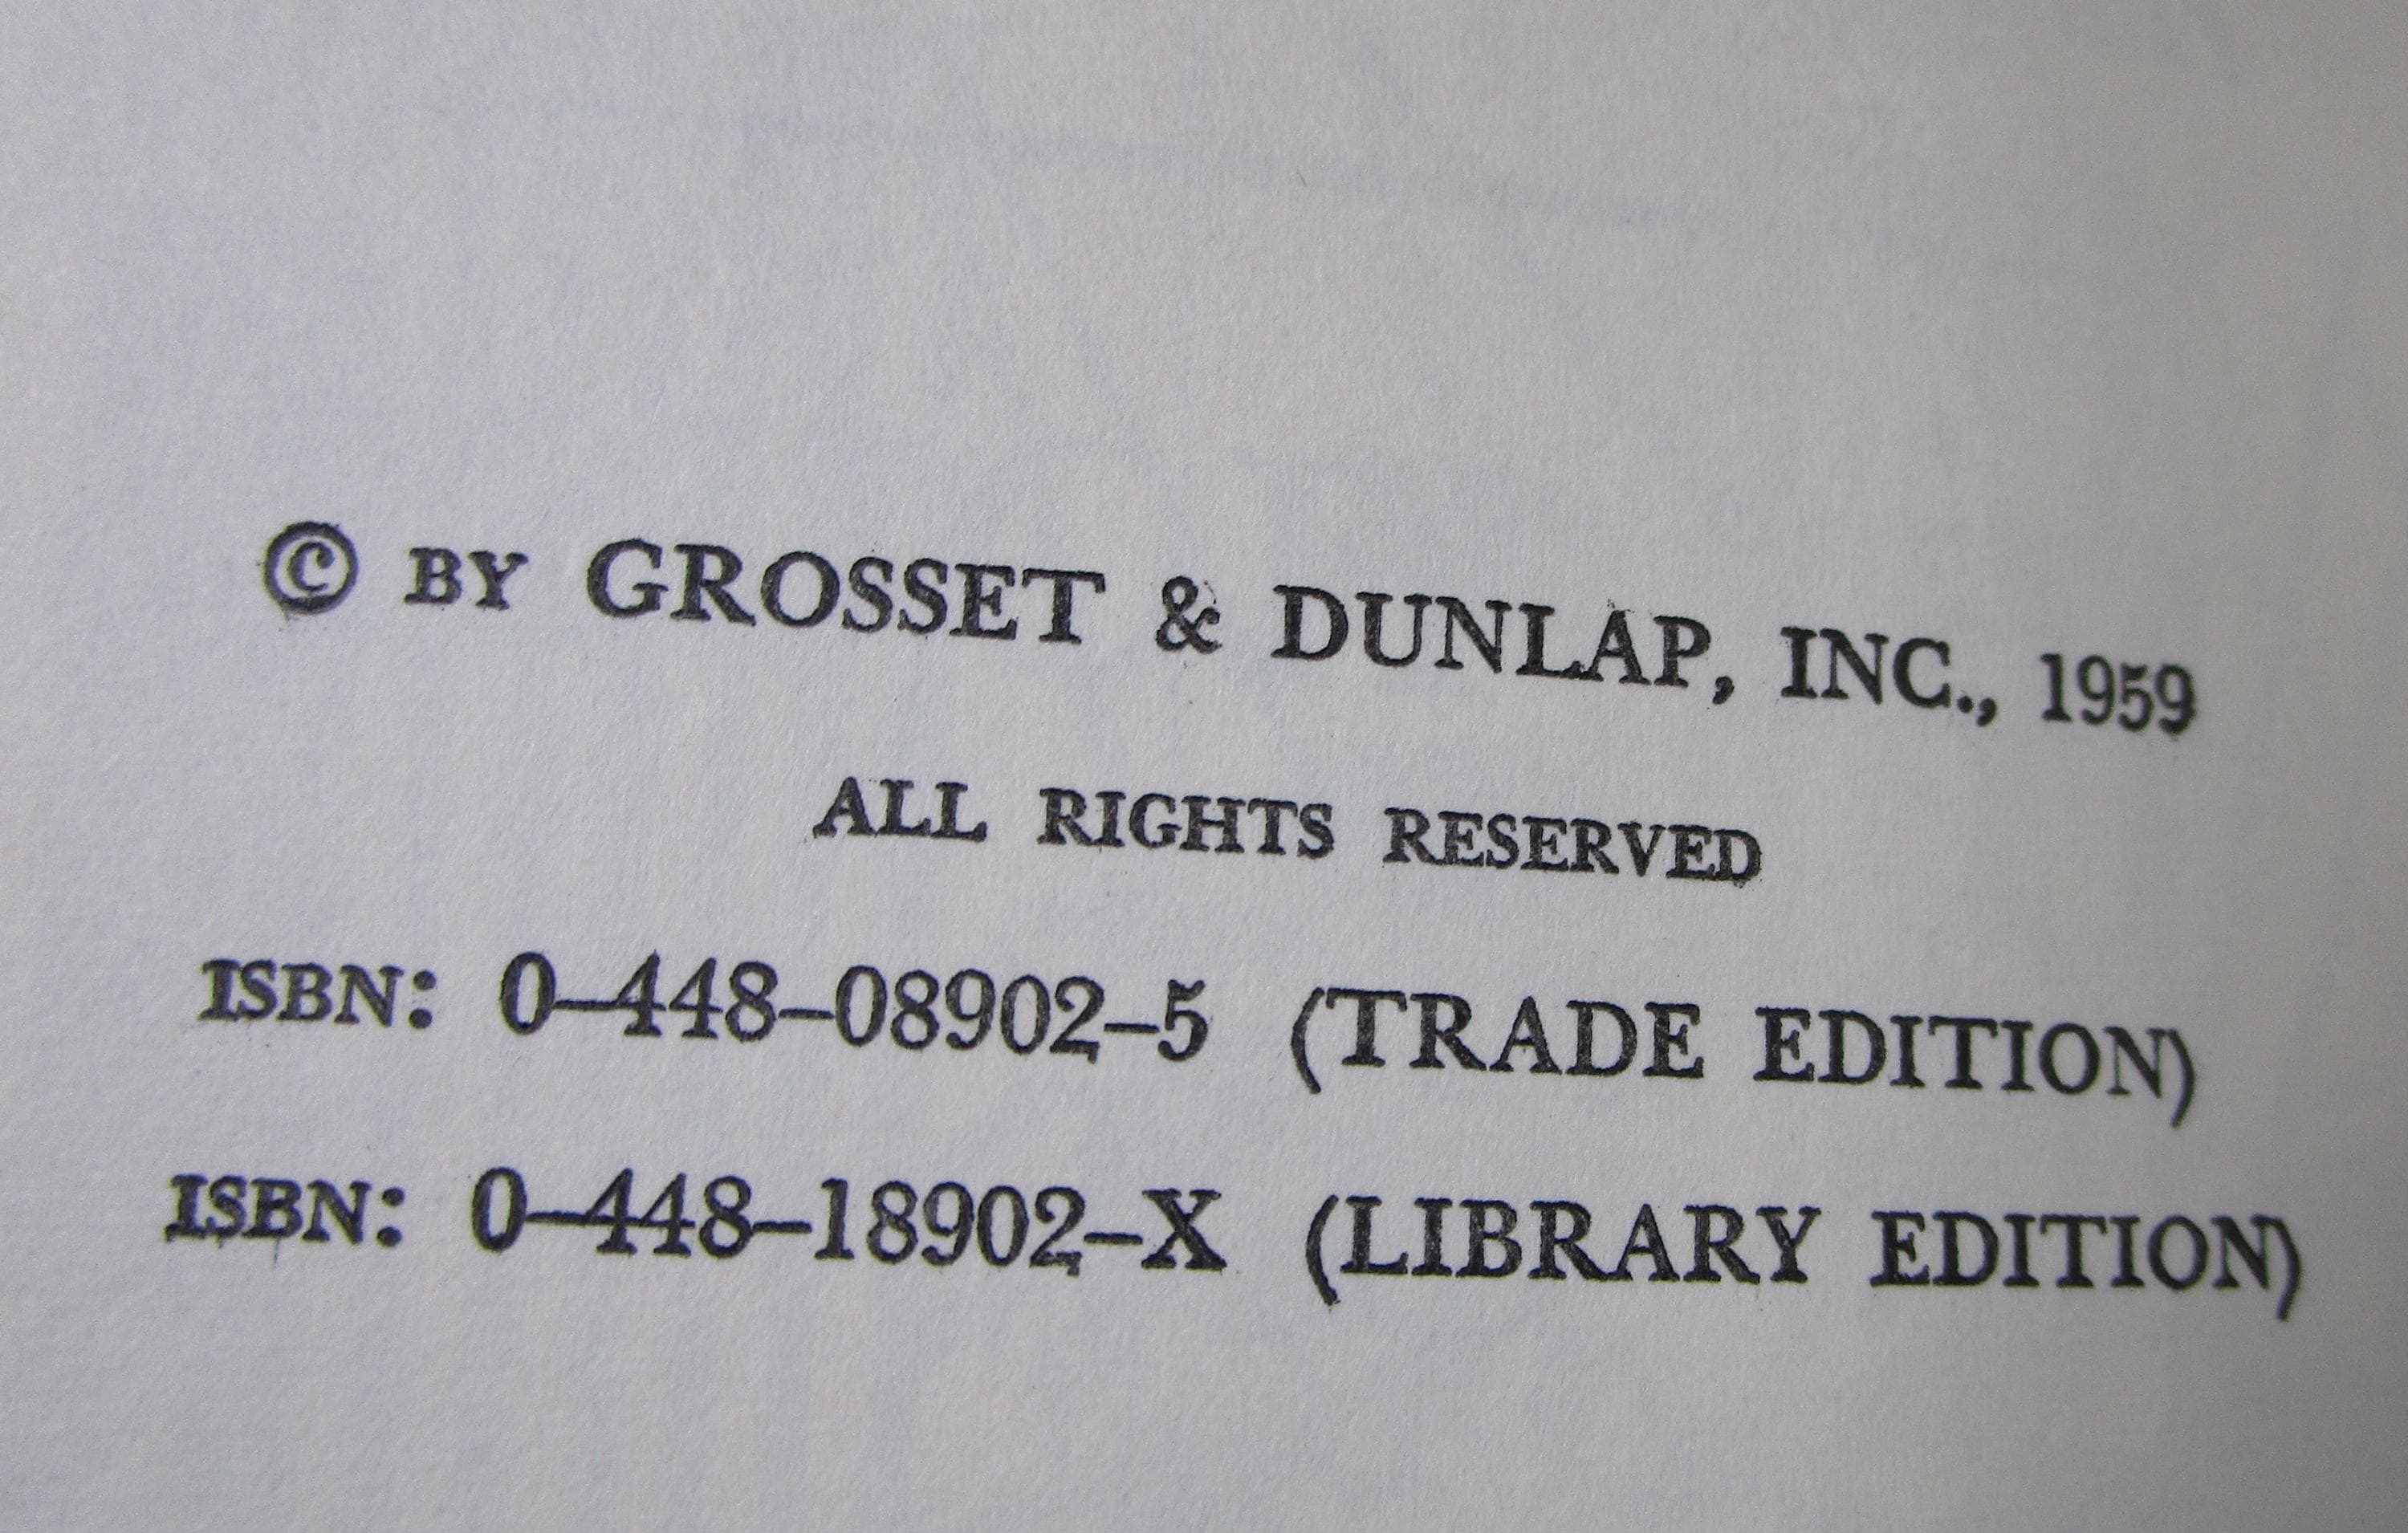 © BY GROSSET & DUNLAP, INC., 1959
ALL RIGHTS RESERVED
ISBN: 0–448–08902–5 (TRADE EDITION)
ISBN: 0–448–18902–X (LIBRARY EDITION)